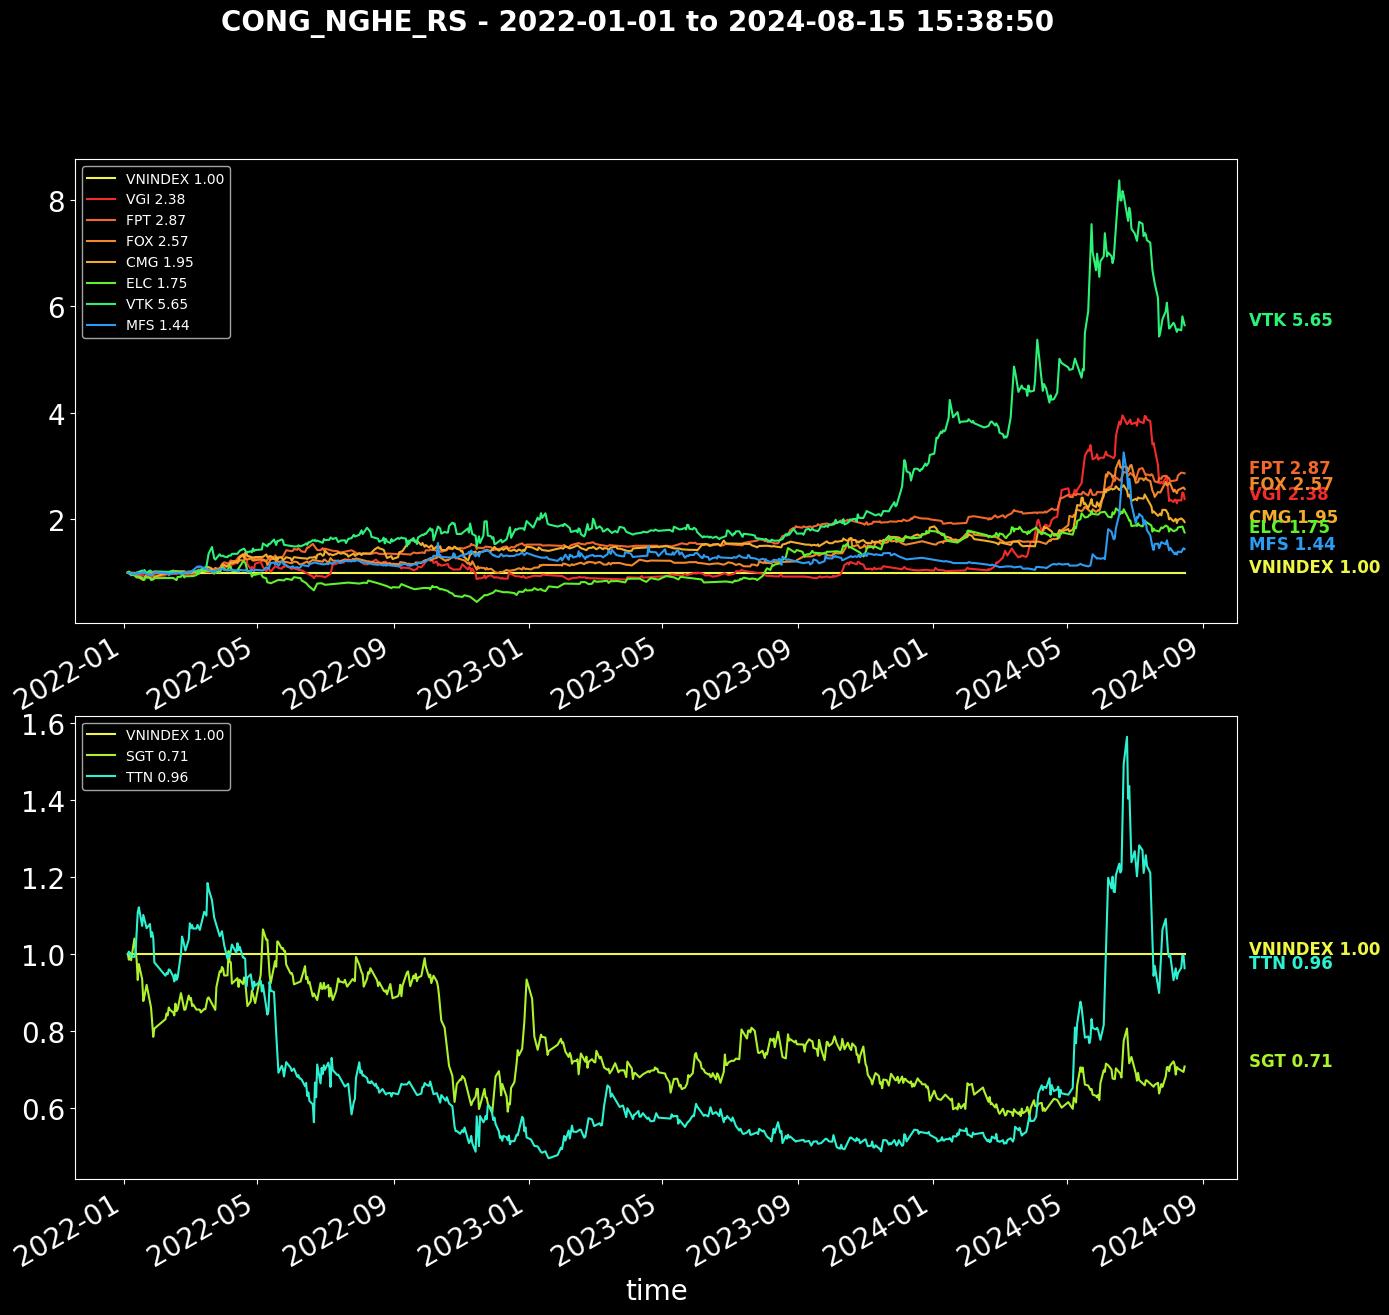 CONG_NGHE_RS - 2022-01-01 to 2024-08-15 15:38:50
VNINDEX 1.00
VGI 2.38
FPT 2.87
FOX 2.57
CMG 1.95
ELC 1.75
VTK 5.65
MFS 1.44
8
6
4
2
VTK 5.65
FPT 2.87
FOX 2.57
VGI 2.38
CMG 1.95
ELC 1.75
MFS 1.44
VNINDEX 1.00
2022-01
2022-05
2022-09
2023-01
2023-05
2023-09
2024-01
2024-05
2024-09
VNINDEX 1.00
SGT 0.71
TTN 0.96
1.6
1.4
1.2
1.0
0.8
0.6
VNINDEX 1.00
TTN 0.96
SGT 0.71
2022-01
2022-05
2022-09
2023-01
2023-05
2023-09
2024-01
2024-05
2024-09
time